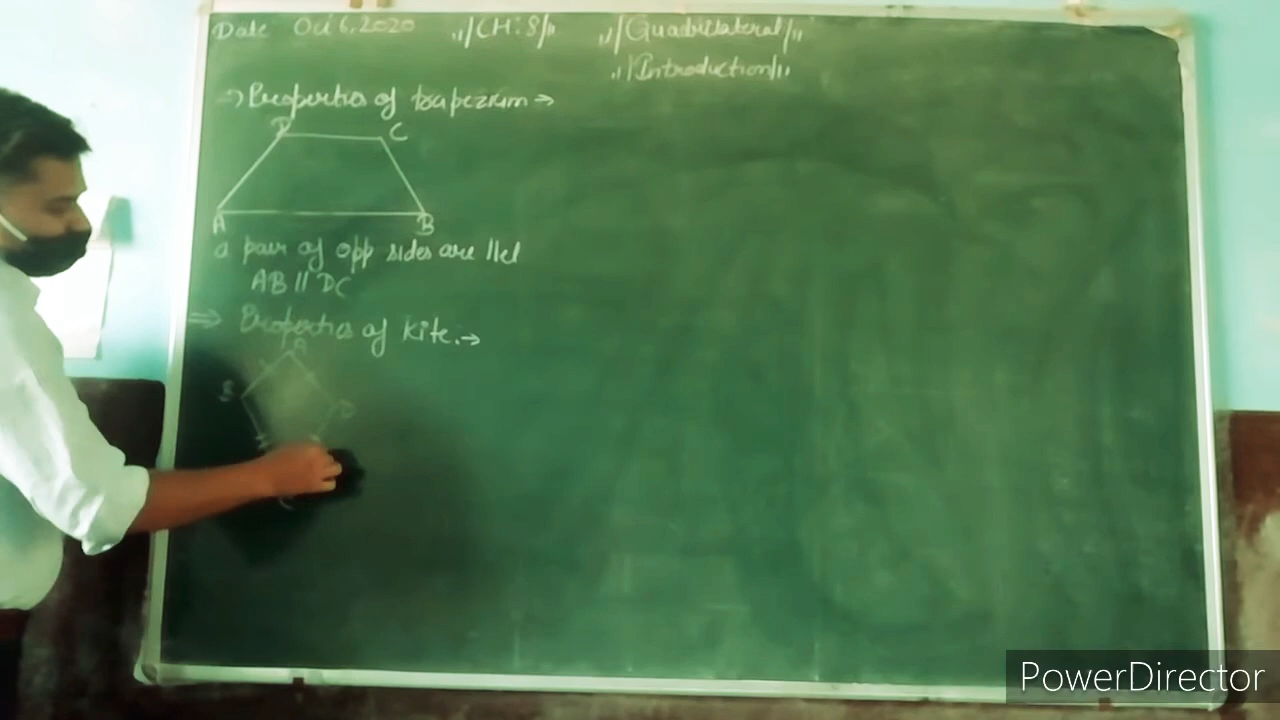 Date Oct 6, 2020 ,,/CH:8/,, ,,/Quadrilateral/,,
,,/Introduction/,,
→ Properties of trapezium →
D C
A B
a pair of opp sides are llel
AB || DC
⇒ Properties of kite. →
A
B D
C
PowerDirector